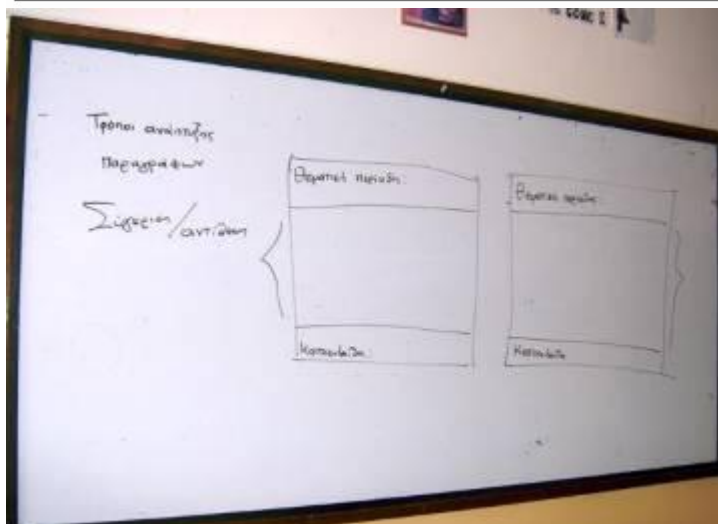 Τρόποι ανάπτυξης
παραγράφων
Σύγκριση/αντίθεση
Θεματική περίοδος:
Κατακλείδα:
Θεματική περίοδος:
Κατακλείδα